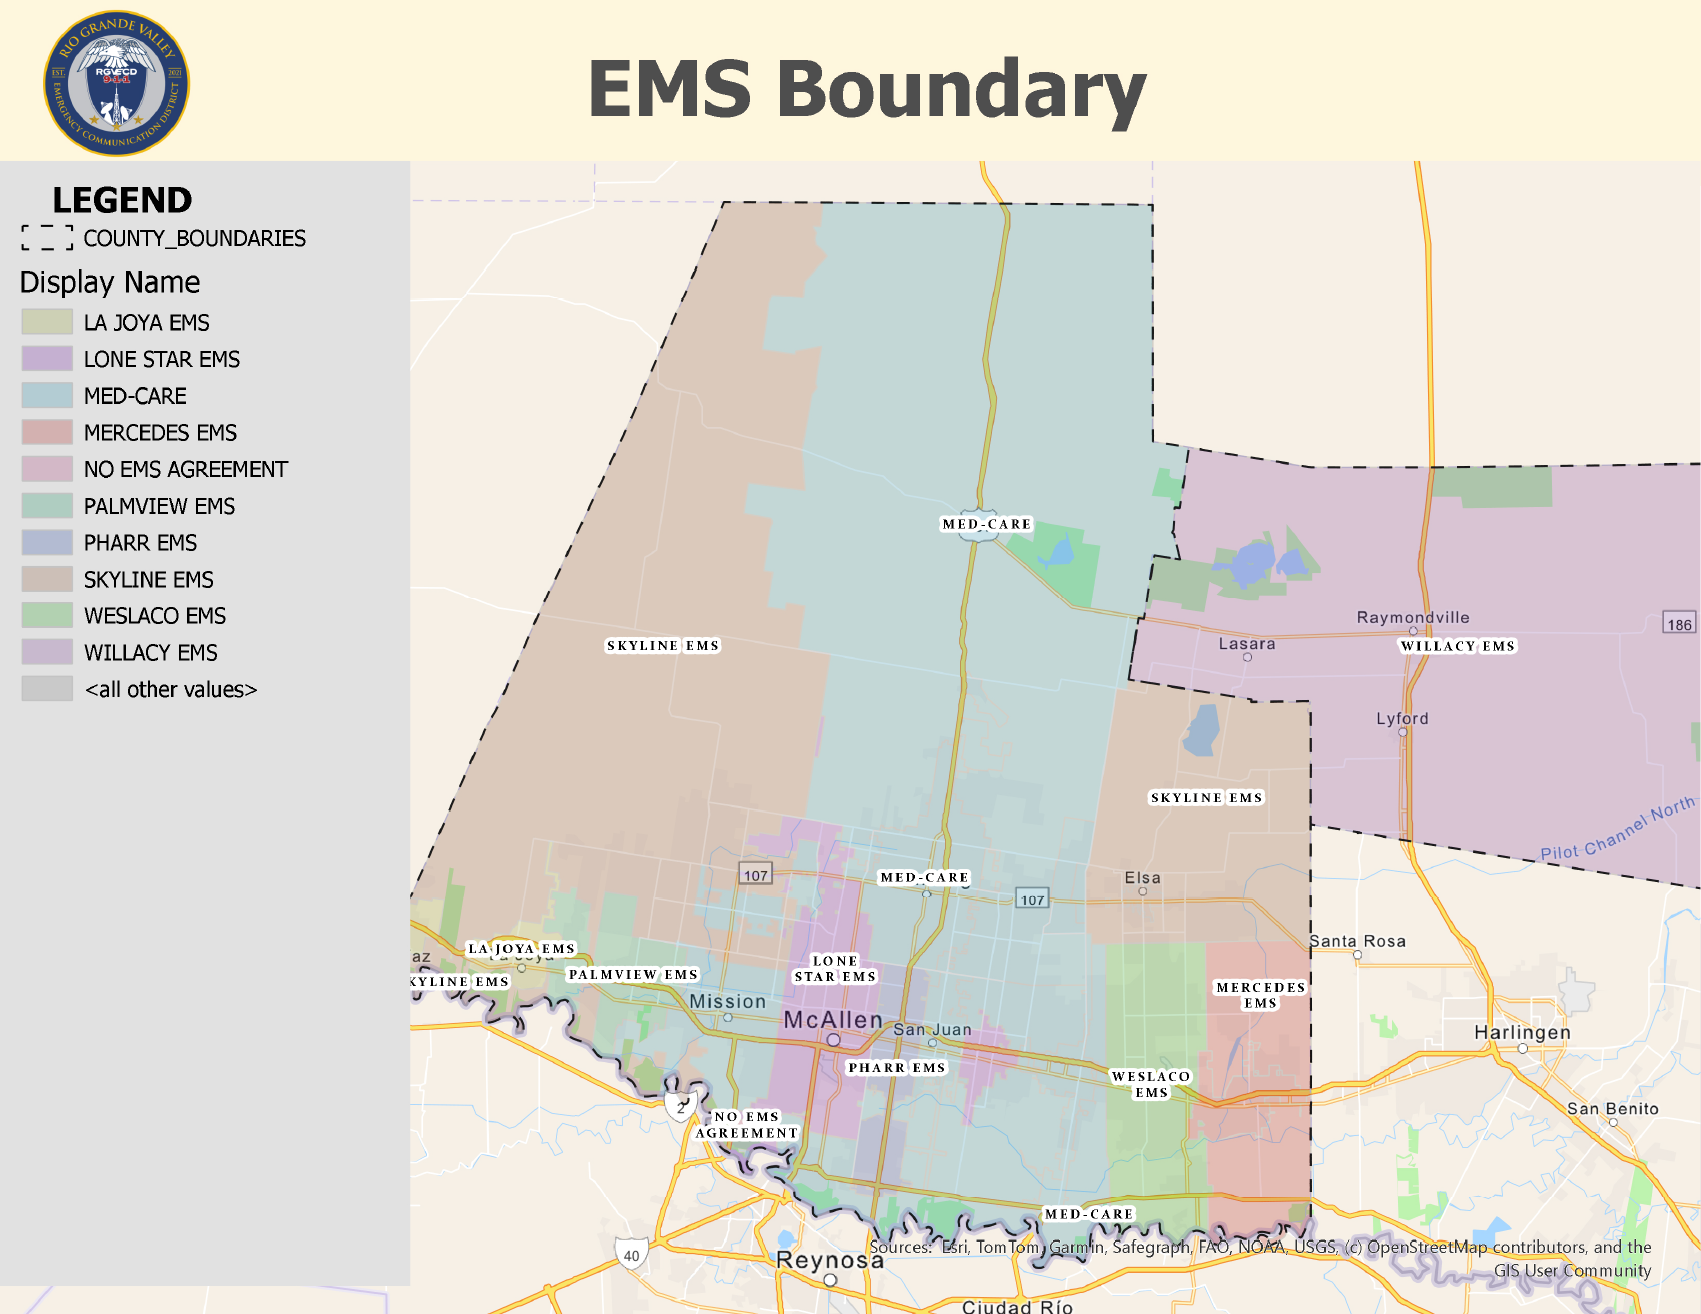 RIO GRANDE VALLEY
EST.
2021
RGVECD
9-1-1
EMERGENCY COMMUNICATION DISTRICT
EMS Boundary
LEGEND
COUNTY_BOUNDARIES
Display Name
LA JOYA EMS
LONE STAR EMS
MED-CARE
MERCEDES EMS
NO EMS AGREEMENT
PALMVIEW EMS
PHARR EMS
SKYLINE EMS
WESLACO EMS
WILLACY EMS
<all other values>
MED-CARE
Raymondville
186
SKYLINE EMS
Lasara
WILLACY EMS
Lyford
SKYLINE EMS
Pilot Channel North
107
MED-CARE
Elsa
107
Santa Rosa
LA JOYA EMS
az
LONE
STAR EMS
PALMVIEW EMS
KYLINE EMS
MERCEDES
EMS
Mission
McAllen
San Juan
Harlingen
PHARR EMS
WESLACO
EMS
2
San Benito
NO EMS
AGREEMENT
MED-CARE
40
Reynosa
Sources: Esri, TomTom, Garmin, Safegraph, FAO, NOAA, USGS, (c) OpenStreetMap contributors, and the
GIS User Community
Ciudad Río